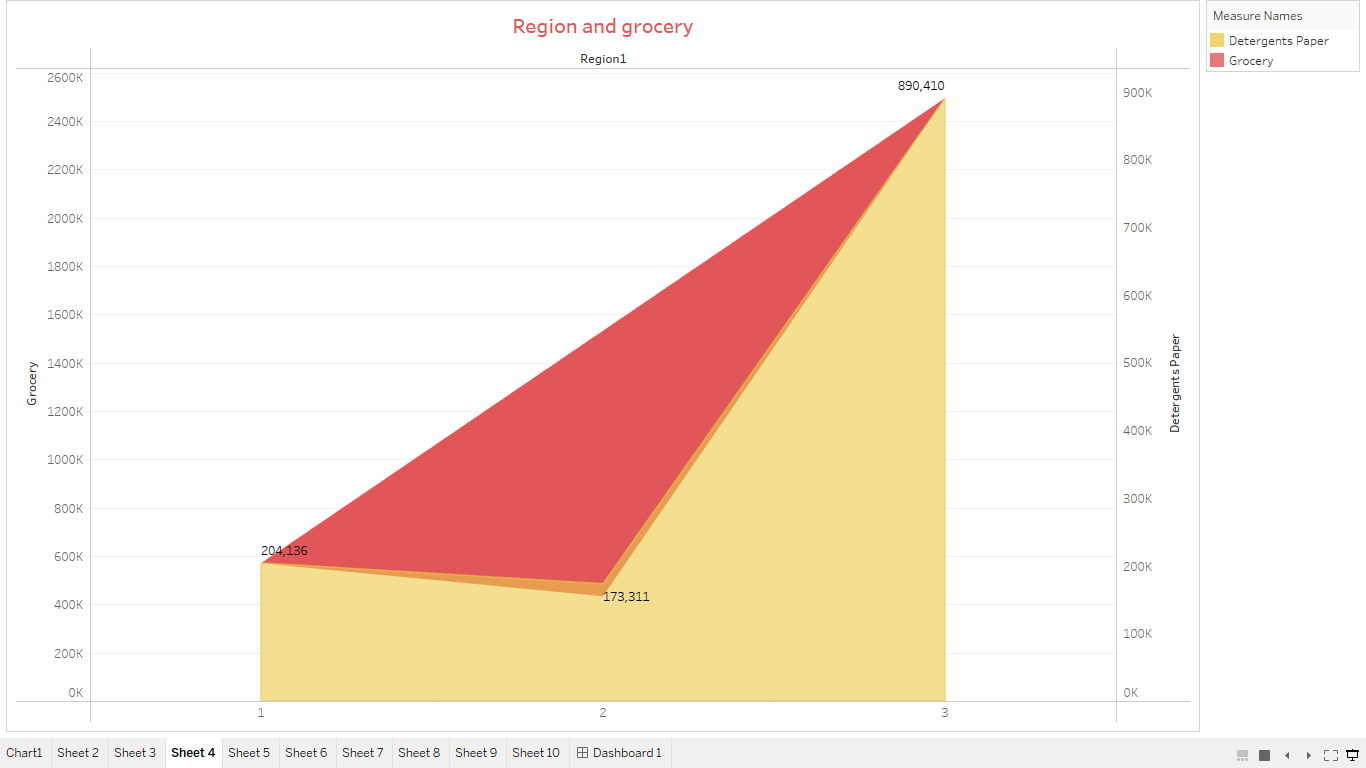 Region and grocery
Measure Names
Detergents Paper
Grocery
Region1
2600K
2400K
2200K
2000K
1800K
1600K
1400K
1200K
1000K
800K
600K
400K
200K
0K
Grocery
890,410
204,136
173,311
900K
800K
700K
600K
500K
400K
300K
200K
100K
0K
Detergents Paper
1 2 3
Chart1 Sheet 2 Sheet 3 Sheet 4 Sheet 5 Sheet 6 Sheet 7 Sheet 8 Sheet 9 Sheet 10 Dashboard 1